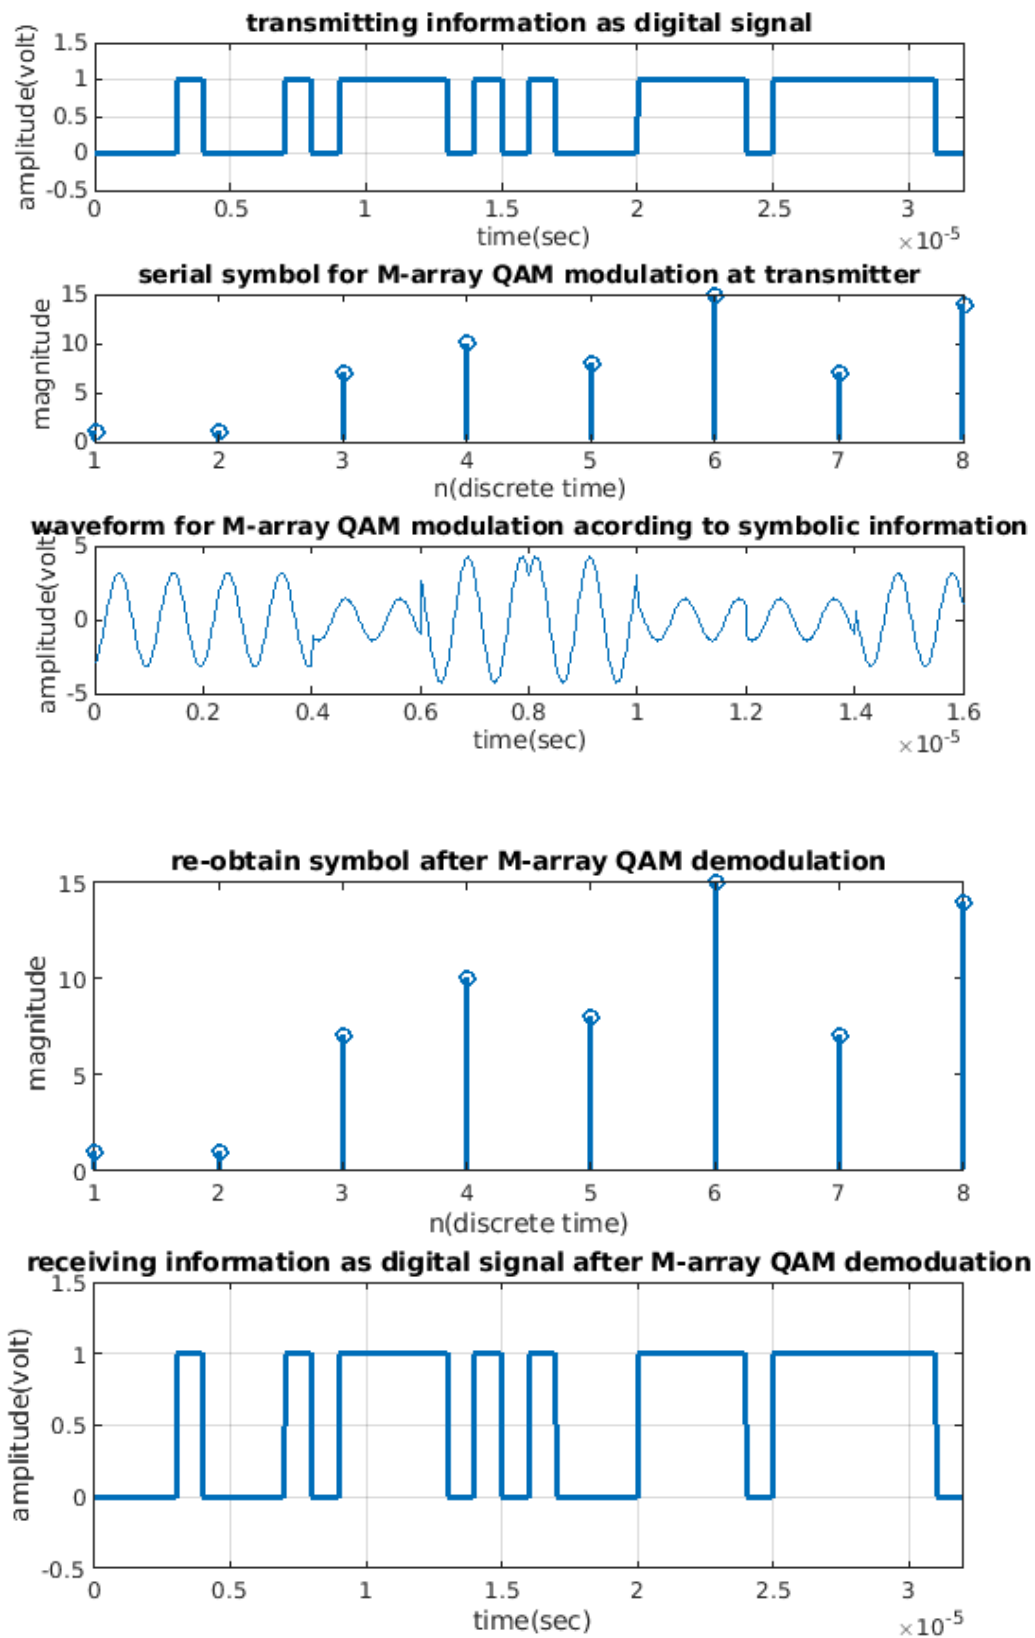 transmitting information as digital signal
amplitude(volt)
1.5
1
0.5
0
-0.5
0 0.5 1 1.5 2 2.5 3
time(sec)
×10-5
serial symbol for M-array QAM modulation at transmitter
magnitude
15
10
5
0
1 2 3 4 5 6 7 8
n(discrete time)
waveform for M-array QAM modulation acording to symbolic information
amplitude(volt)
5
0
-5
0 0.2 0.4 0.6 0.8 1 1.2 1.4 1.6
time(sec)
×10-5
re-obtain symbol after M-array QAM demodulation
magnitude
15
10
5
0
1 2 3 4 5 6 7 8
n(discrete time)
receiving information as digital signal after M-array QAM demoduation
amplitude(volt)
1.5
1
0.5
0
-0.5
0 0.5 1 1.5 2 2.5 3
time(sec)
×10-5